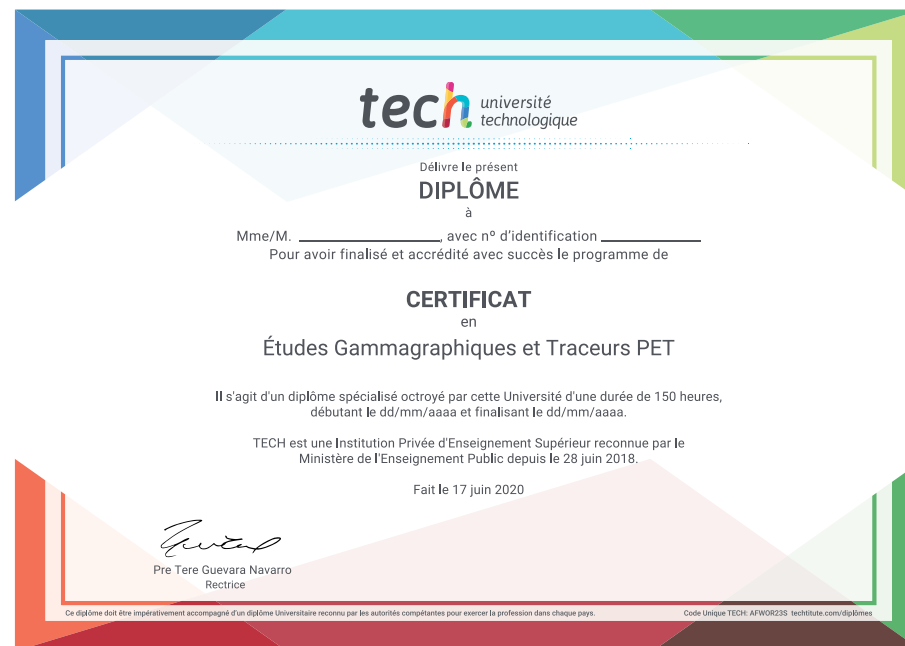 tech université
technologique
Délivre le présent
DIPLÔME
à
Mme/M. ____________________, avec nº d'identification ______________
Pour avoir finalisé et accrédité avec succès le programme de
CERTIFICAT
en
Études Gammagraphiques et Traceurs PET
Il s'agit d'un diplôme spécialisé octroyé par cette Université d'une durée de 150 heures,
débutant le dd/mm/aaaa et finalisant le dd/mm/aaaa.
TECH est une Institution Privée d'Enseignement Supérieur reconnue par le
Ministère de l'Enseignement Public depuis le 28 juin 2018.
Fait le 17 juin 2020
Pre Tere Guevara Navarro
Rectrice
Ce diplôme doit être impérativement accompagné d'un diplôme Universitaire reconnu par les autorités compétantes pour exercer la profession dans chaque pays.
Code Unique TECH: AFWOR23S techtitute.com/diplômes